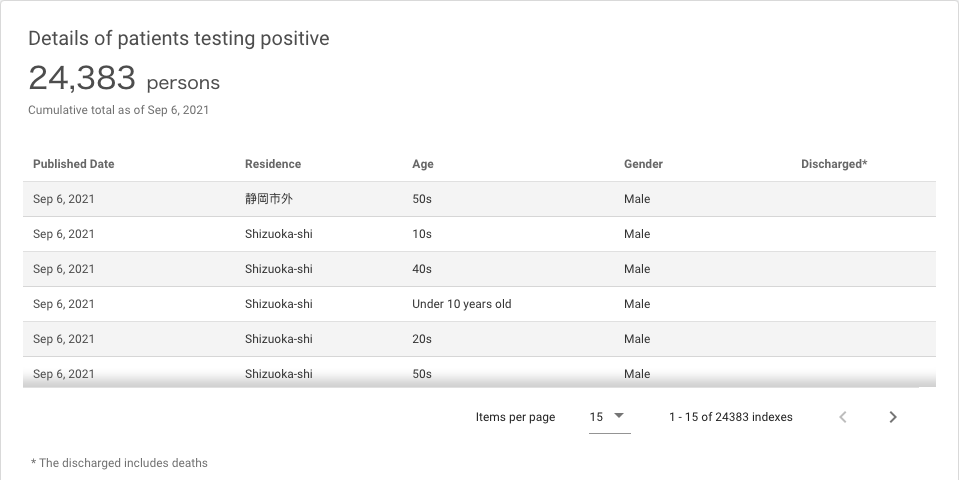 Details of patients testing positive
24,383 persons
Cumulative total as of Sep 6, 2021
Published Date Residence Age Gender Discharged*
Sep 6, 2021 静岡市外 50s Male
Sep 6, 2021 Shizuoka-shi 10s Male
Sep 6, 2021 Shizuoka-shi 40s Male
Sep 6, 2021 Shizuoka-shi Under 10 years old Male
Sep 6, 2021 Shizuoka-shi 20s Male
Sep 6, 2021 Shizuoka-shi 50s Male
Items per page 15 1 - 15 of 24383 indexes
* The discharged includes deaths